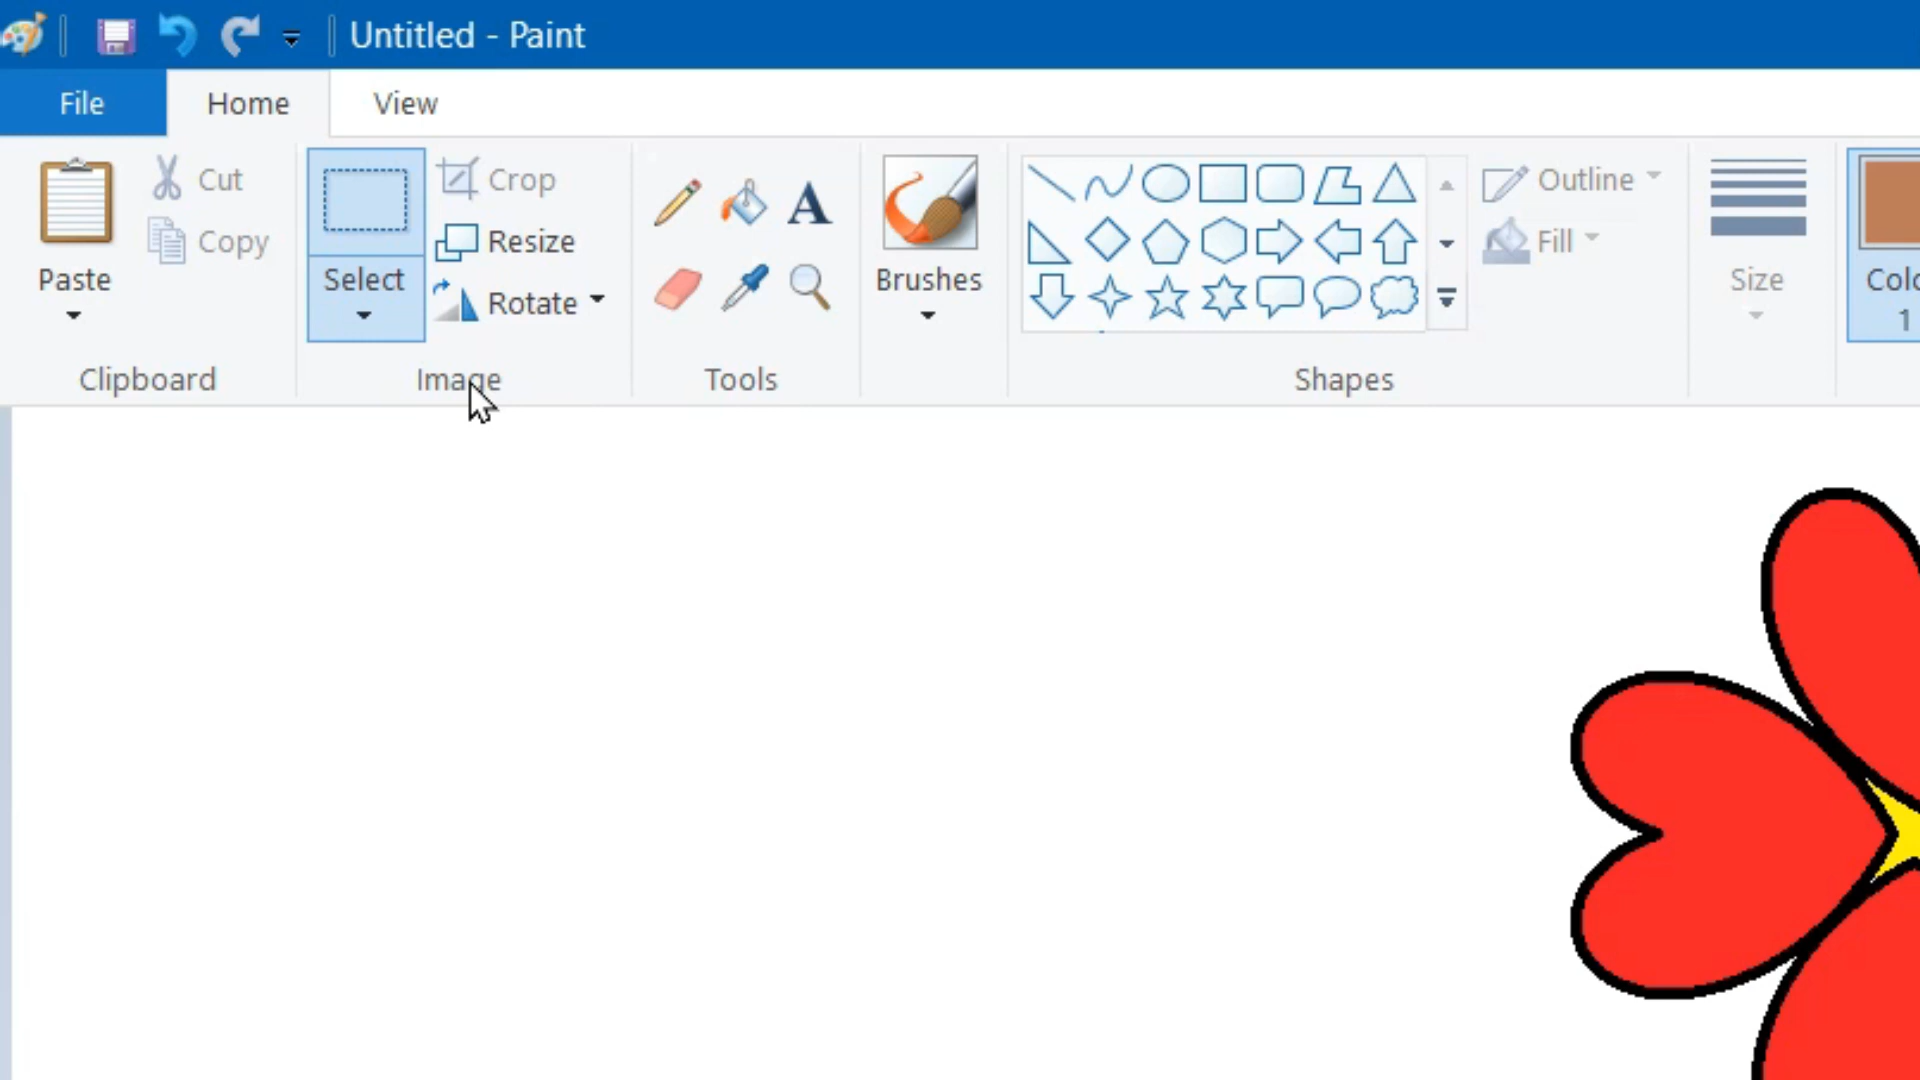 Untitled - Paint
File Home View
Cut Crop Outline
Copy Resize Fill
Paste Select Rotate Brushes Size
1
Clipboard Image Tools Shapes